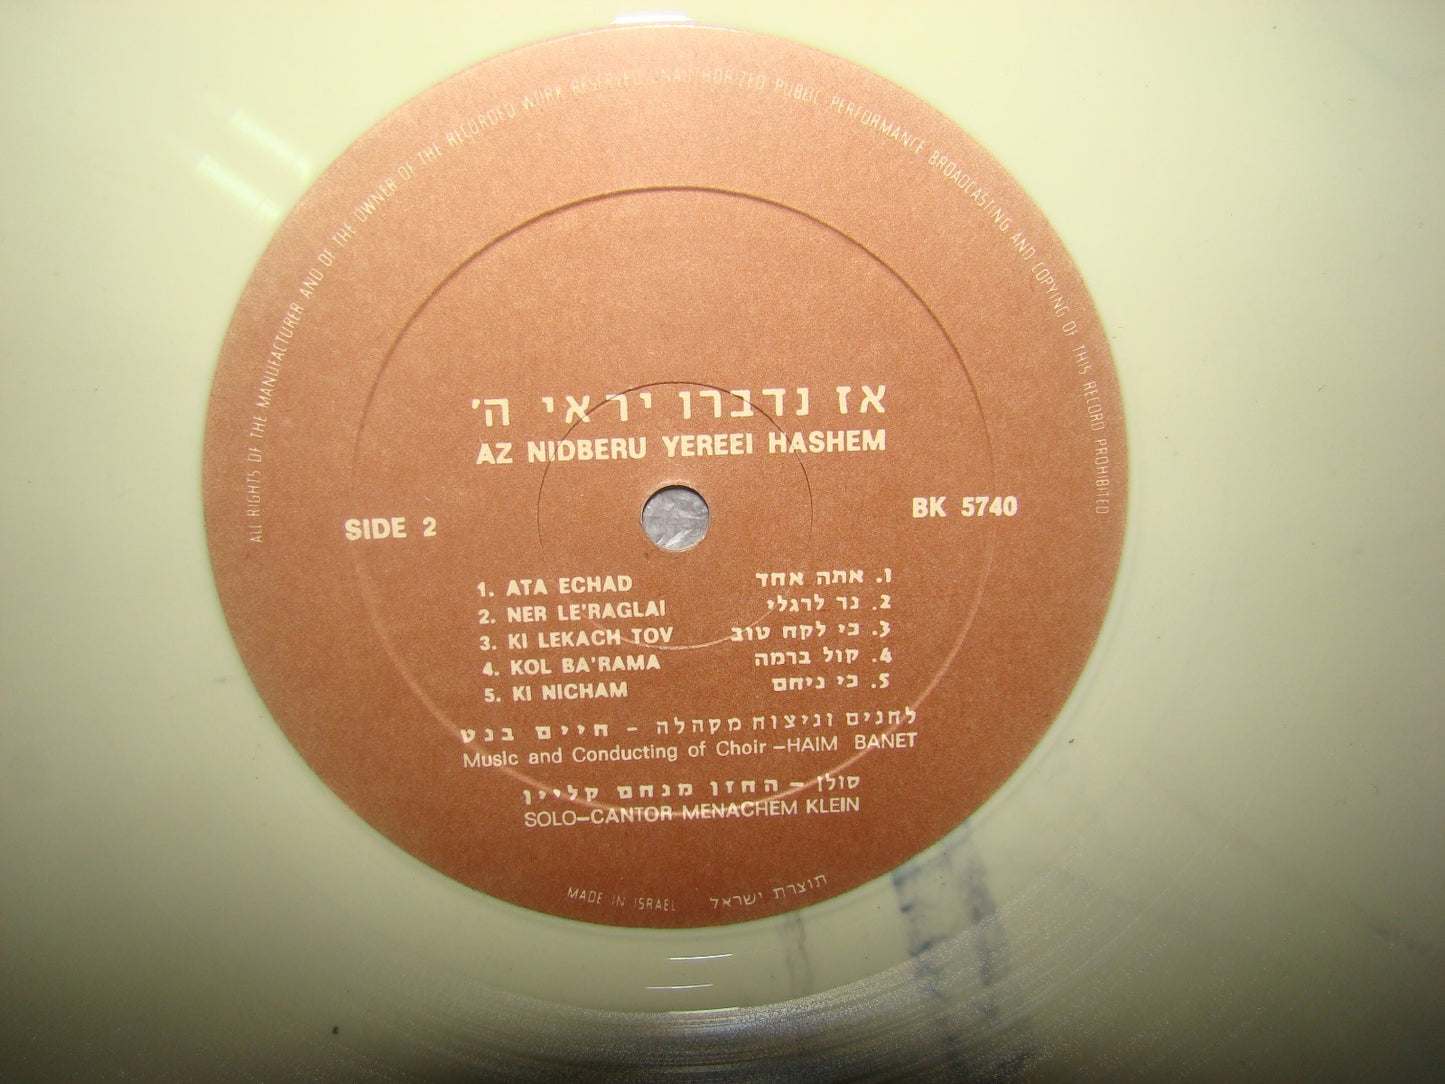 ALL RIGHTS OF THE MANUFACTURER AND OF THE OWNER OF THE RECORDED WORK RESERVED UNAUTHORIZED PUBLIC PERFORMANCE BROADCASTING AND COPYING OF THIS RECORD PROHIBITED
אז נדברו יראי ה'
AZ NIDBERU YEREEI HASHEM
SIDE 2
BK 5740
1. ATA ECHAD
1. אתה אחד
2. NER LE'RAGLAI
2. נר לרגלי
3. KI LEKACH TOV
3. כי לקח טוב
4. KOL BA'RAMA
4. קול ברמה
5. KI NICHAM
5. כי ניחם
לחנים וניצוח מקהלה – חיים בנט
Music and Conducting of Choir –HAIM BANET
סולן – החזן מנחם קליין
SOLO–CANTOR MENACHEM KLEIN
MADE IN ISRAEL תוצרת ישראל